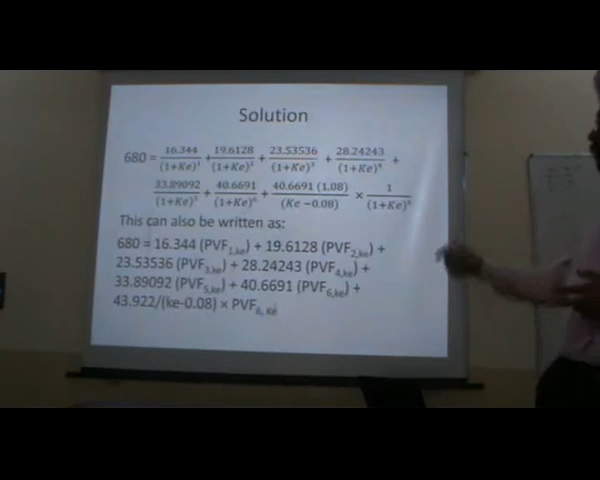 Solution
680 = 16.344/(1+Ke)¹ + 19.6128/(1+Ke)² + 23.53536/(1+Ke)³ + 28.24243/(1+Ke)⁴ +
33.89092/(1+Ke)⁵ + 40.6691/(1+Ke)⁶ + 40.6691 (1.08)/(Ke −0.08) × 1/(1+Ke)⁶
This can also be written as:
680 = 16.344 (PVF₁,ke) + 19.6128 (PVF₂,ke) +
23.53536 (PVF₃,ke) + 28.24243 (PVF₄,ke) +
33.89092 (PVF₅,ke) + 40.6691 (PVF₆,ke) +
43.922/(ke-0.08) × PVF₆, Ke